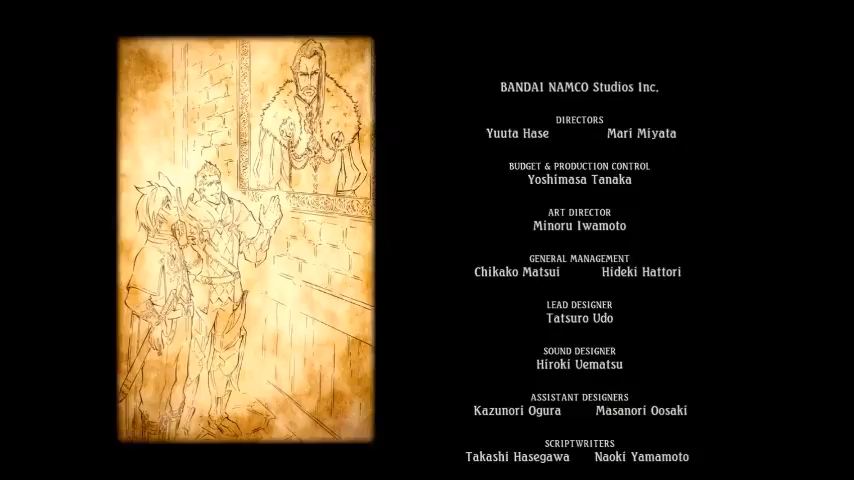 BANDAI NAMCO Studios Inc.
DIRECTORS
Yuuta Hase Mari Miyata
BUDGET & PRODUCTION CONTROL
Yoshimasa Tanaka
ART DIRECTOR
Minoru Iwamoto
GENERAL MANAGEMENT
Chikako Matsui Hideki Hattori
LEAD DESIGNER
Tatsuro Udo
SOUND DESIGNER
Hiroki Uematsu
ASSISTANT DESIGNERS
Kazunori Ogura Masanori Oosaki
SCRIPTWRITERS
Takashi Hasegawa Naoki Yamamoto